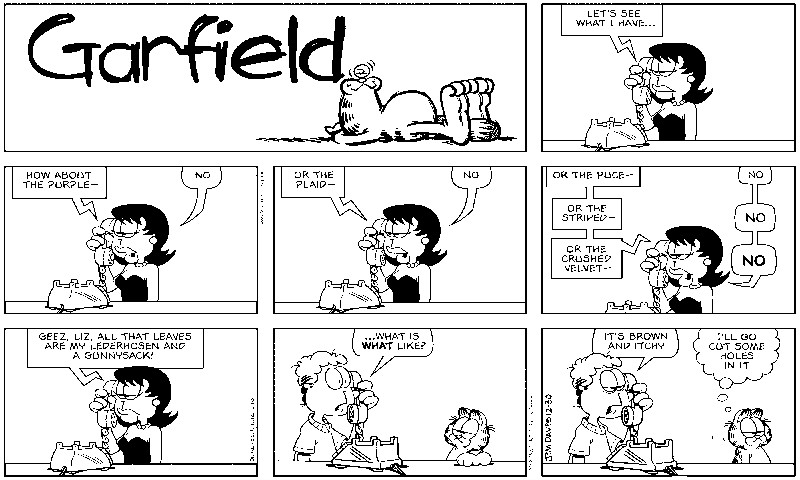 Garfield
LET'S SEE
WHAT I HAVE...
HOW ABOUT
THE PURPLE--
NO
OR THE
PLAID--
NO
OR THE PUCE--
NO
OR THE
STRIPED--
NO
OR THE
CRUSHED
VELVET--
NO
GEEZ, LIZ, ALL THAT LEAVES
ARE MY LEDERHOSEN AND
A GUNNYSACK!
...WHAT IS
WHAT LIKE?
IT'S BROWN
AND ITCHY
I'LL GO
CUT SOME
HOLES
IN IT
JIM DAVIS 12-30